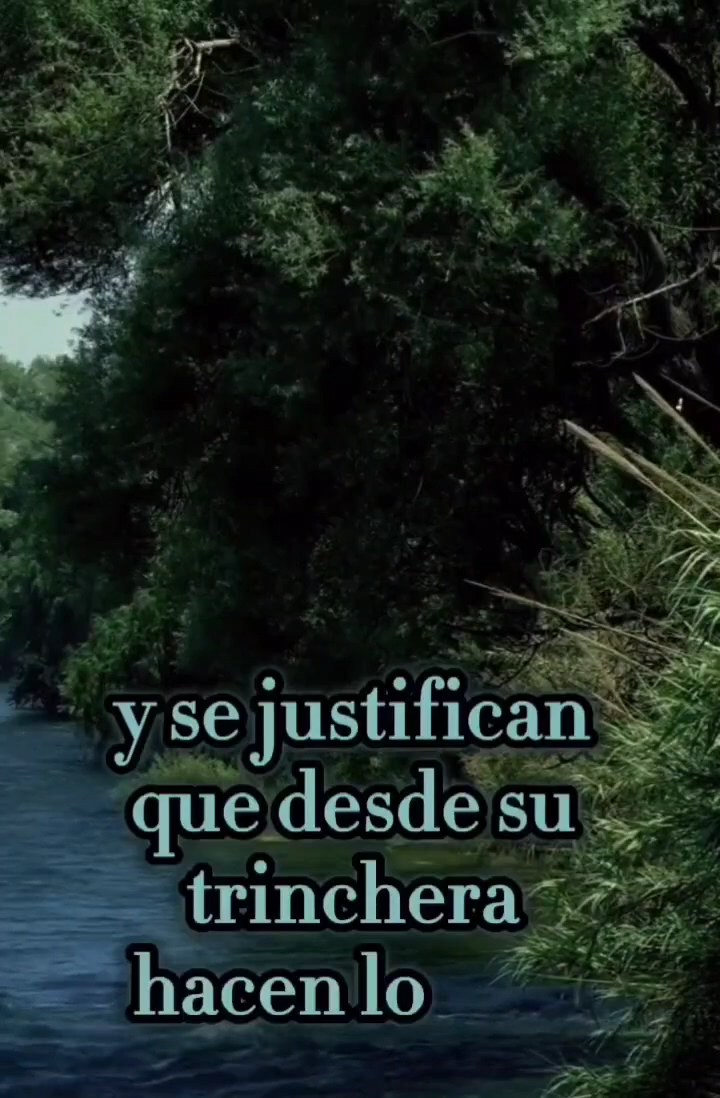 y se justifican
que desde su
trinchera
hacen lo